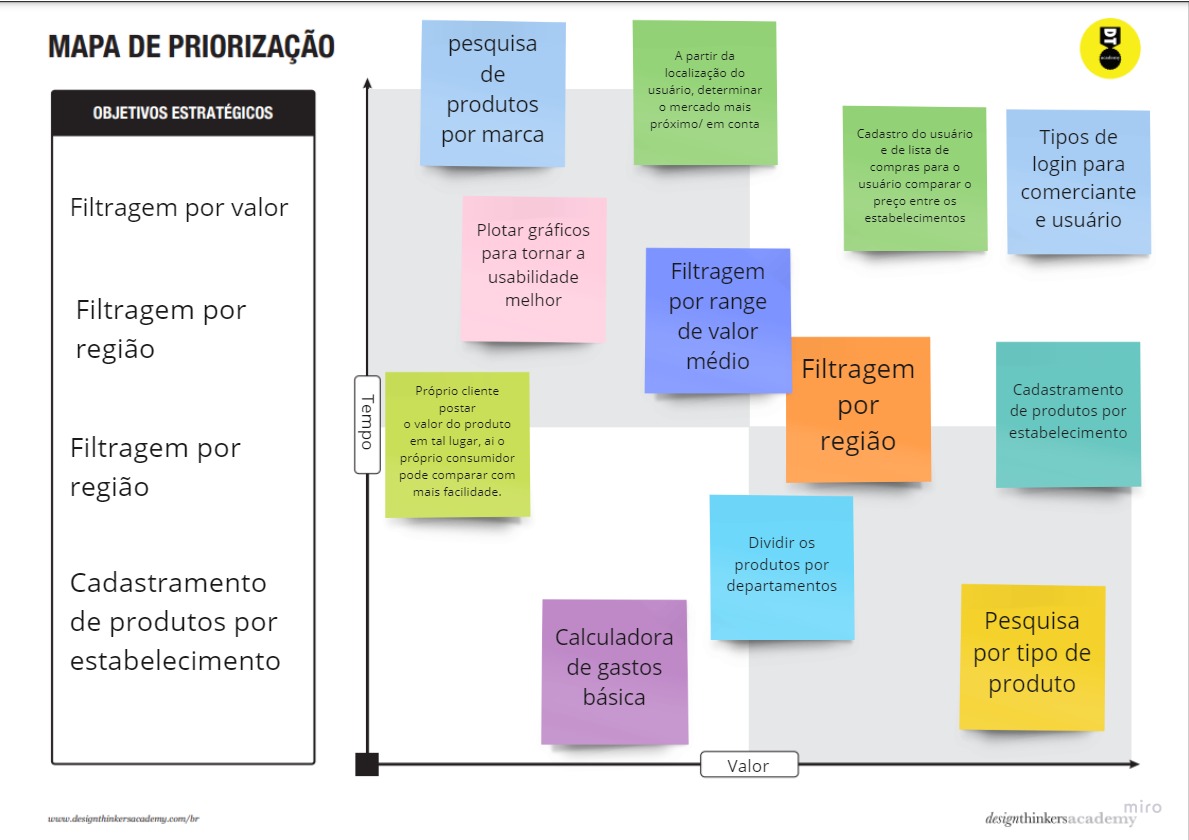 MAPA DE PRIORIZAÇÃO
OBJETIVOS ESTRATÉGICOS
Filtragem por valor
Filtragem por
região
Filtragem por
região
Cadastramento
de produtos por
estabelecimento
pesquisa
de
produtos
por marca
A partir da
localização do
usuário, determinar
o mercado mais
próximo/ em conta
Cadastro do usuário
e de lista de
compras para o
usuário comparar o
preço entre os
estabelecimentos
Tipos de
login para
comerciante
e usuário
Plotar gráficos
para tornar a
usabilidade
melhor
Filtragem
por range
de valor
médio
Filtragem
por
região
Cadastramento
de produtos por
estabelecimento
Próprio cliente
postar
o valor do produto
em tal lugar, ai o
próprio consumidor
pode comparar com
mais facilidade.
Dividir os
produtos por
departamentos
Calculadora
de gastos
básica
Pesquisa
por tipo de
produto
Tempo
Valor
DT
academy
www.designthinkersacademy.com/br
designthinkersacademy
miro